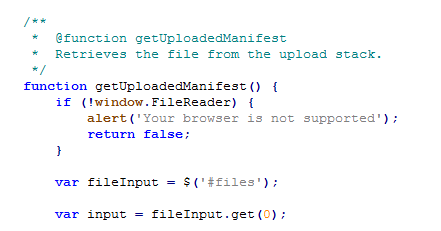 /**
 *  @function getUploadedManifest
 *  Retrieves the file from the upload stack.
 */
function getUploadedManifest() {
    if (!window.FileReader) {
        alert('Your browser is not supported');
        return false;
    }
    var fileInput = $('#files');
    var input = fileInput.get(0);